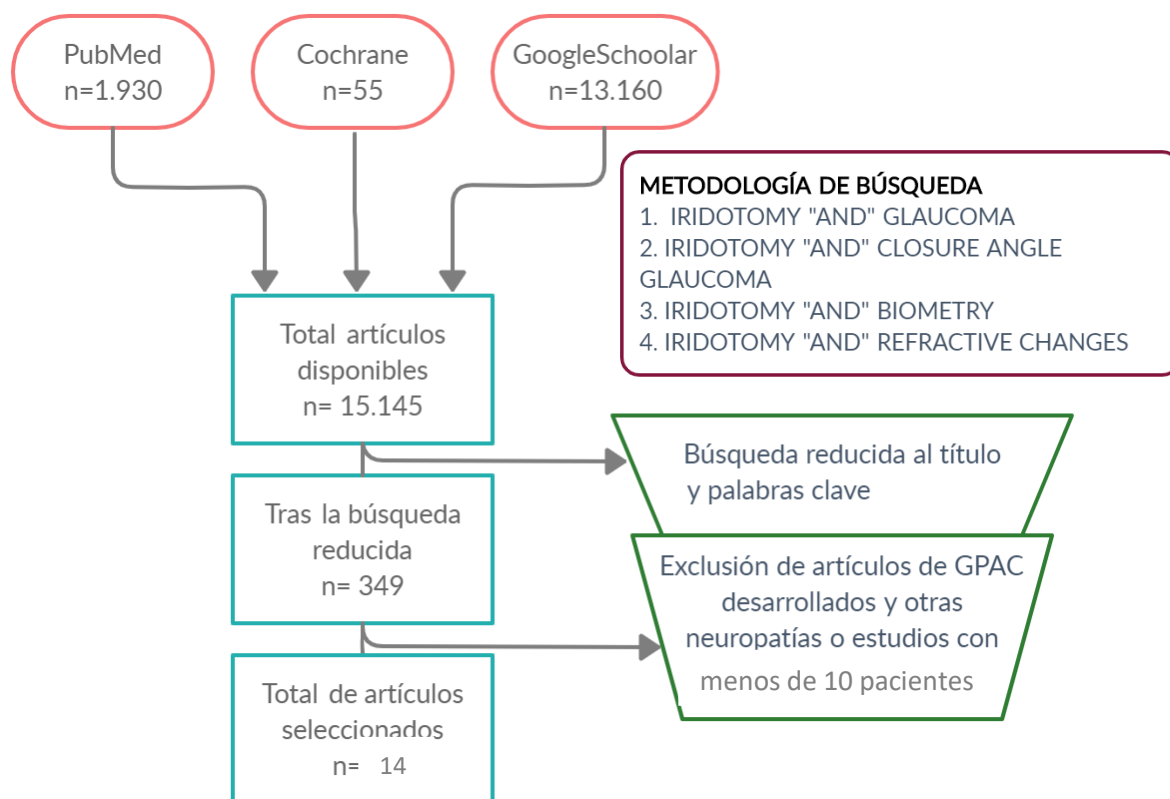 PubMed
n=1.930
Cochrane
n=55
GoogleSchoolar
n=13.160
METODOLOGÍA DE BÚSQUEDA
1. IRIDOTOMY "AND" GLAUCOMA
2. IRIDOTOMY "AND" CLOSURE ANGLE
GLAUCOMA
3. IRIDOTOMY "AND" BIOMETRY
4. IRIDOTOMY "AND" REFRACTIVE CHANGES
Total artículos
disponibles
n= 15.145
Búsqueda reducida al título
y palabras clave
Tras la búsqueda
reducida
n= 349
Exclusión de artículos de GPAC
desarrollados y otras
neuropatías o estudios con
menos de 10 pacientes
Total de artículos
seleccionados
n= 14